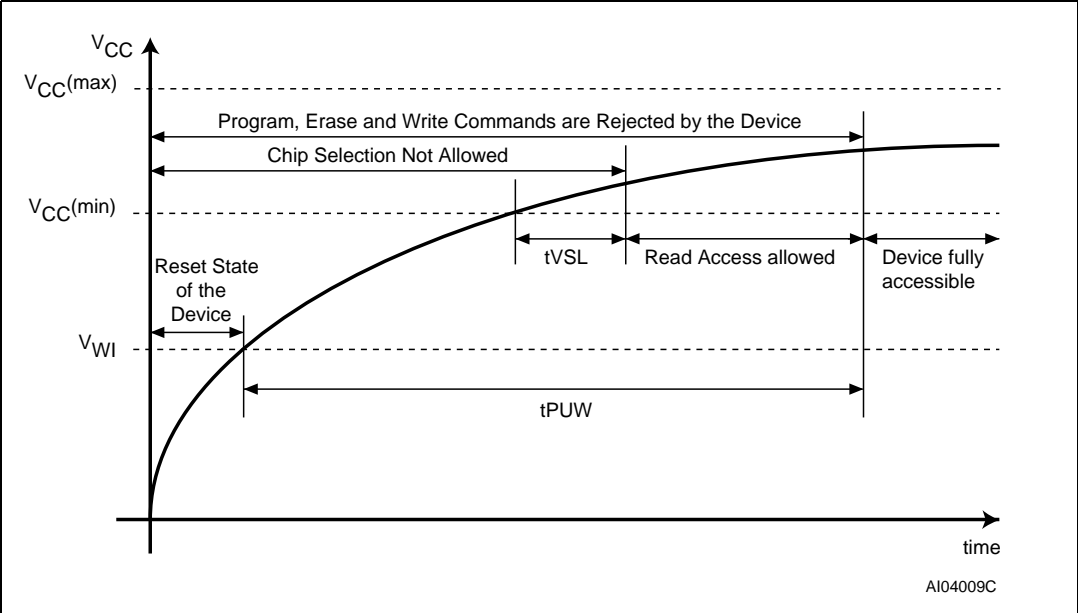 VCC
VCC(max)
Program, Erase and Write Commands are Rejected by the Device
Chip Selection Not Allowed
VCC(min)
tVSL
Read Access allowed
Device fully
accessible
Reset State
of the
Device
VWI
tPUW
time
AI04009C